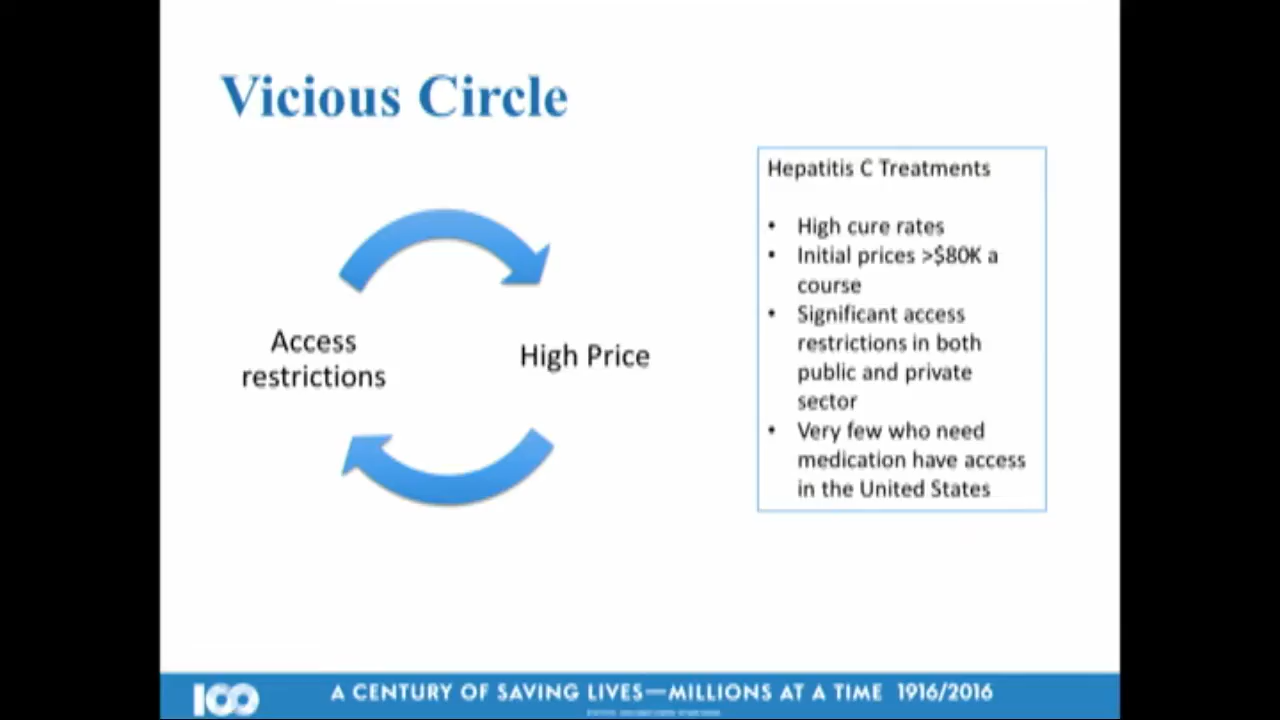 Vicious Circle
Access
restrictions
High Price
Hepatitis C Treatments
• High cure rates
• Initial prices >$80K a
course
• Significant access
restrictions in both
public and private
sector
• Very few who need
medication have access
in the United States
100
A CENTURY OF SAVING LIVES—MILLIONS AT A TIME 1916/2016